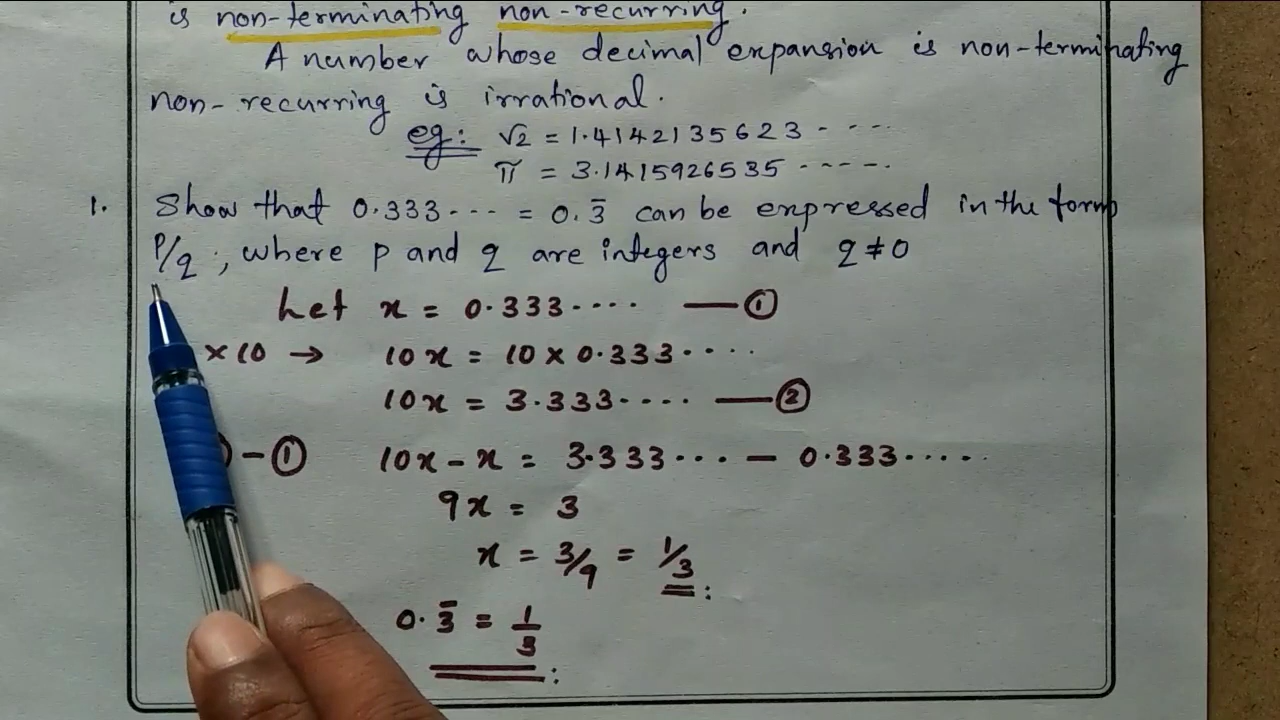 is non-terminating non-recurring.
A number whose decimal expansion is non-terminating
non-recurring is irrational.
eg: √2 = 1.4142135623 - - - -
π = 3.1415926535 - - - - -.
1. Show that 0.333--- = 0.3̄ can be expressed in the form
P/q, where p and q are integers and q ≠ 0
Let x = 0.333.... —①
×10 → 10x = 10 × 0.333....
10x = 3.333.... —②
-① 10x - x = 3.333... - 0.333.....
9x = 3
x = 3/9 = 1/3:
0.3̄ = 1/3: